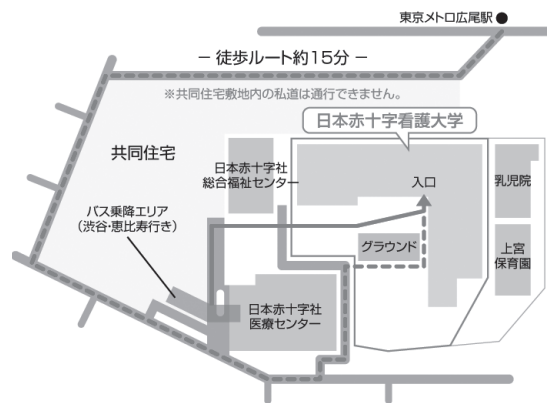 東京メトロ広尾駅
− 徒歩ルート約15分 −
※共同住宅敷地内の私道は通行できません。
日本赤十字看護大学
共同住宅
日本赤十字社
総合福祉センター
入口
乳児院
バス乗降エリア
（渋谷・恵比寿行き）
グラウンド
上宮
保育園
日本赤十字社
医療センター